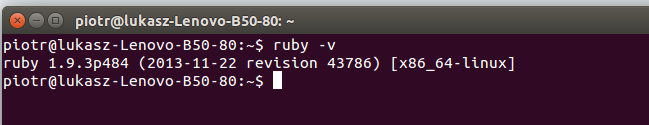 piotr@lukasz-Lenovo-B50-80: ~
piotr@lukasz-Lenovo-B50-80:~$ ruby -v
ruby 1.9.3p484 (2013-11-22 revision 43786) [x86_64-linux]
piotr@lukasz-Lenovo-B50-80:~$